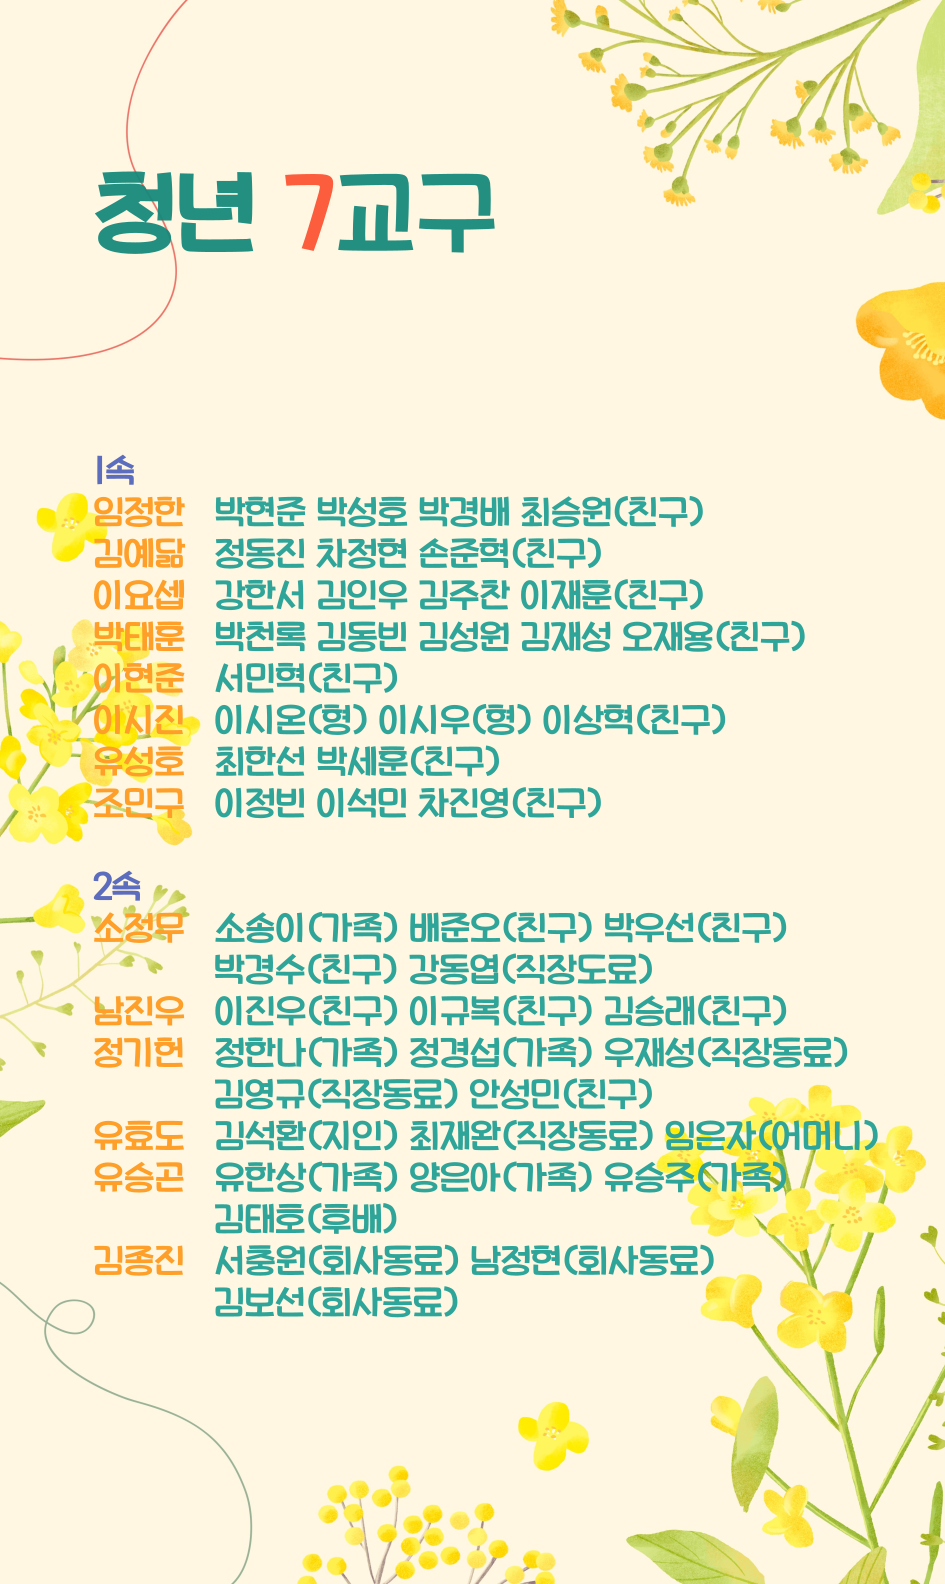 청년 7교구
1속
임정한 박현준 박성호 박경배 최승원(친구)
김예닮 정동진 차정현 손준혁(친구)
이요셉 강한서 김인우 김주찬 이재훈(친구)
박태훈 박천록 김동빈 김성원 김재성 오재용(친구)
이현준 서민혁(친구)
이시진 이시온(형) 이시우(형) 이상혁(친구)
유성호 최한선 박세훈(친구)
조민구 이정빈 이석민 차진영(친구)
2속
소정무 소송이(가족) 배준오(친구) 박우선(친구)
박경수(친구) 강동엽(직장도료)
남진우 이진우(친구) 이규복(친구) 김승래(친구)
정기헌 정한나(가족) 정경섭(가족) 우재성(직장동료)
김영규(직장동료) 안성민(친구)
유효도 김석환(지인) 최재완(직장동료) 임은자(어머니)
유승곤 유한상(가족) 양은아(가족) 유승주(가족)
김태호(후배)
김종진 서충원(회사동료) 남정현(회사동료)
김보선(회사동료)